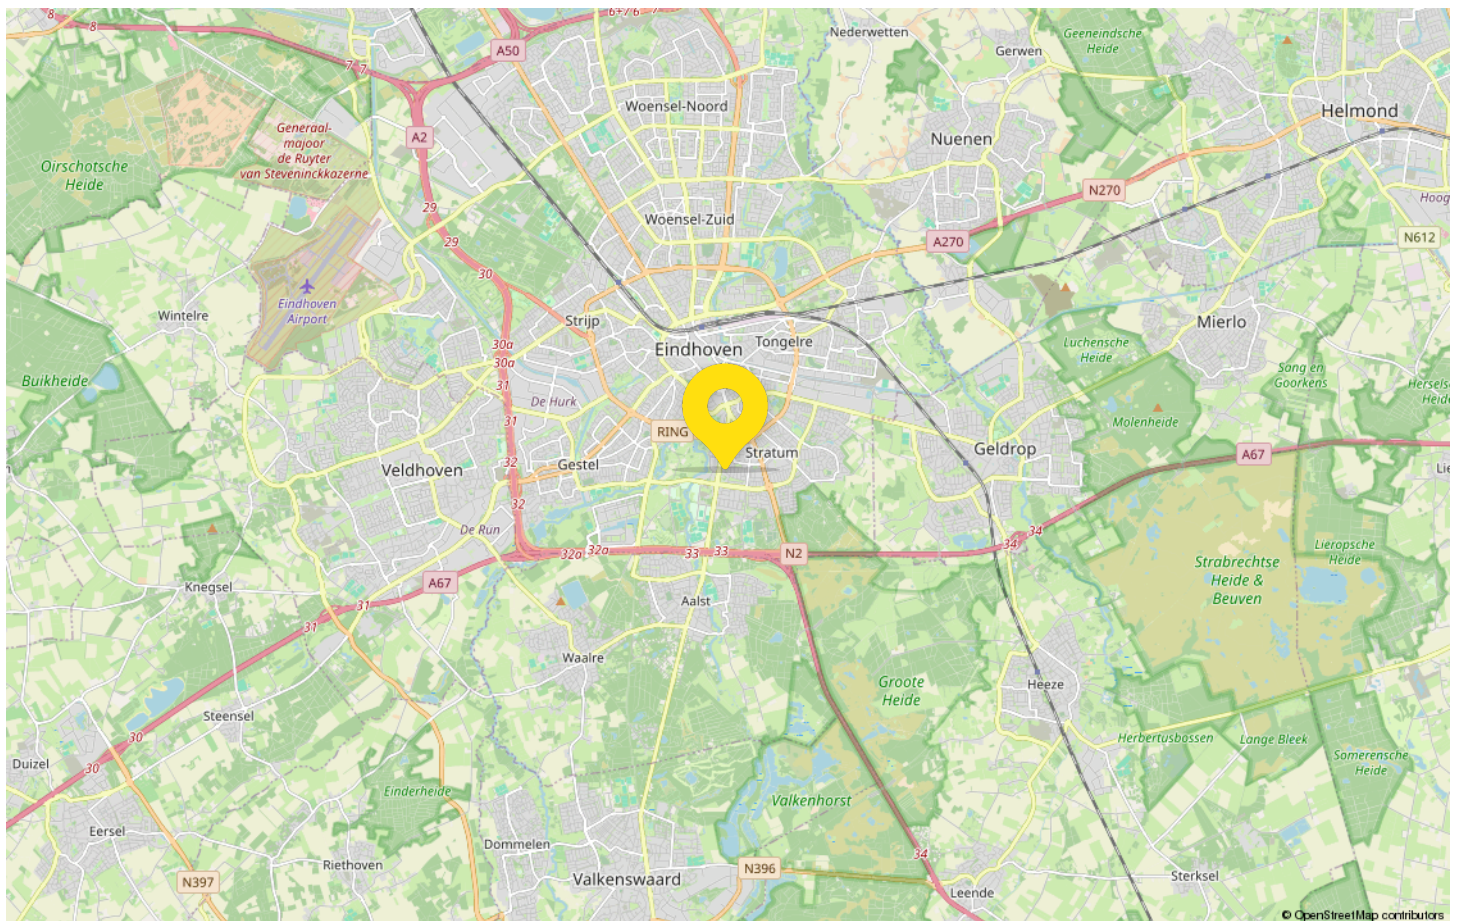 8
8
6+7 6
7
A50
Nederwetten
Gerwen
Geeneindsche
Heide
7
7
Woensel-Noord
Helmond
A2
Nuenen
Generaal-
majoor
de Ruyter
van Steveninckkazerne
Oirschotsche
Heide
N270
29
Woensel-Zuid
29
A270
N612
30
Eindhoven
Airport
Wintelre
Strijp
Mierlo
30a
Eindhoven
Tongelre
Luchensche
Heide
30a
Buikheide
31
Sang en
Goorkens
De Hurk
31
Molenheide
RING
Stratum
Geldrop
A67
32
Gestel
Veldhoven
32
De Run
34
34
32a
32a
33
33
N2
Lieropsche
Heide
Strabrechtse
Heide &
Beuven
A67
Knegsel
31
31
Aalst
Waalre
Groote
Heide
Heeze
Steensel
30
30
Herbertusbossen
Lange Bleek
Somerensche
Heide
Duizel
Einderheide
Valkenhorst
Eersel
Dommelen
34
Riethoven
N397
Valkenswaard
N396
Leende
Sterksel
© OpenStreetMap contributors